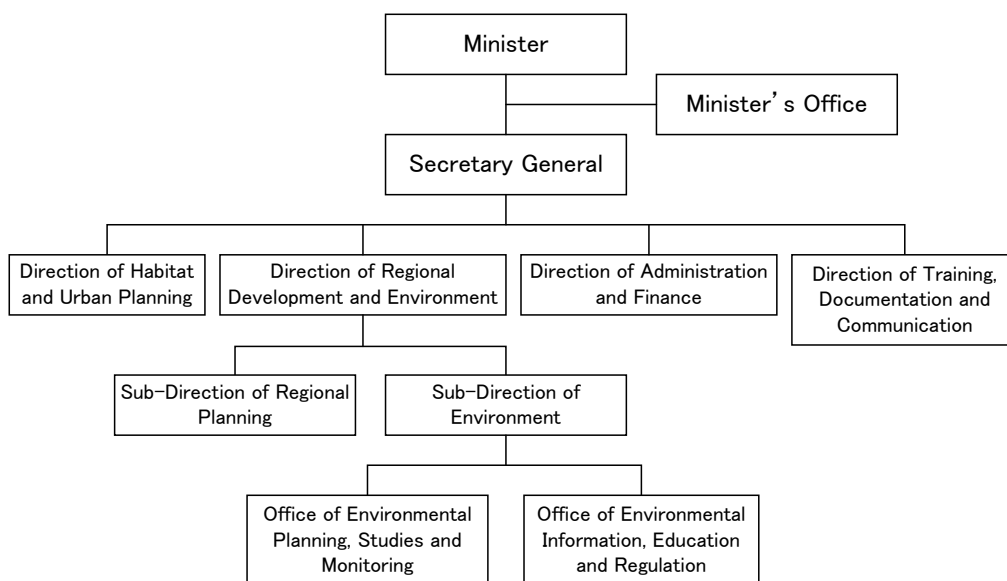 Minister
Minister’s Office
Secretary General
Direction of Habitat
and Urban Planning
Direction of Regional
Development and Environment
Direction of Administration
and Finance
Direction of Training,
Documentation and
Communication
Sub-Direction of Regional
Planning
Sub-Direction of
Environment
Office of Environmental
Planning, Studies and
Monitoring
Office of Environmental
Information, Education
and Regulation